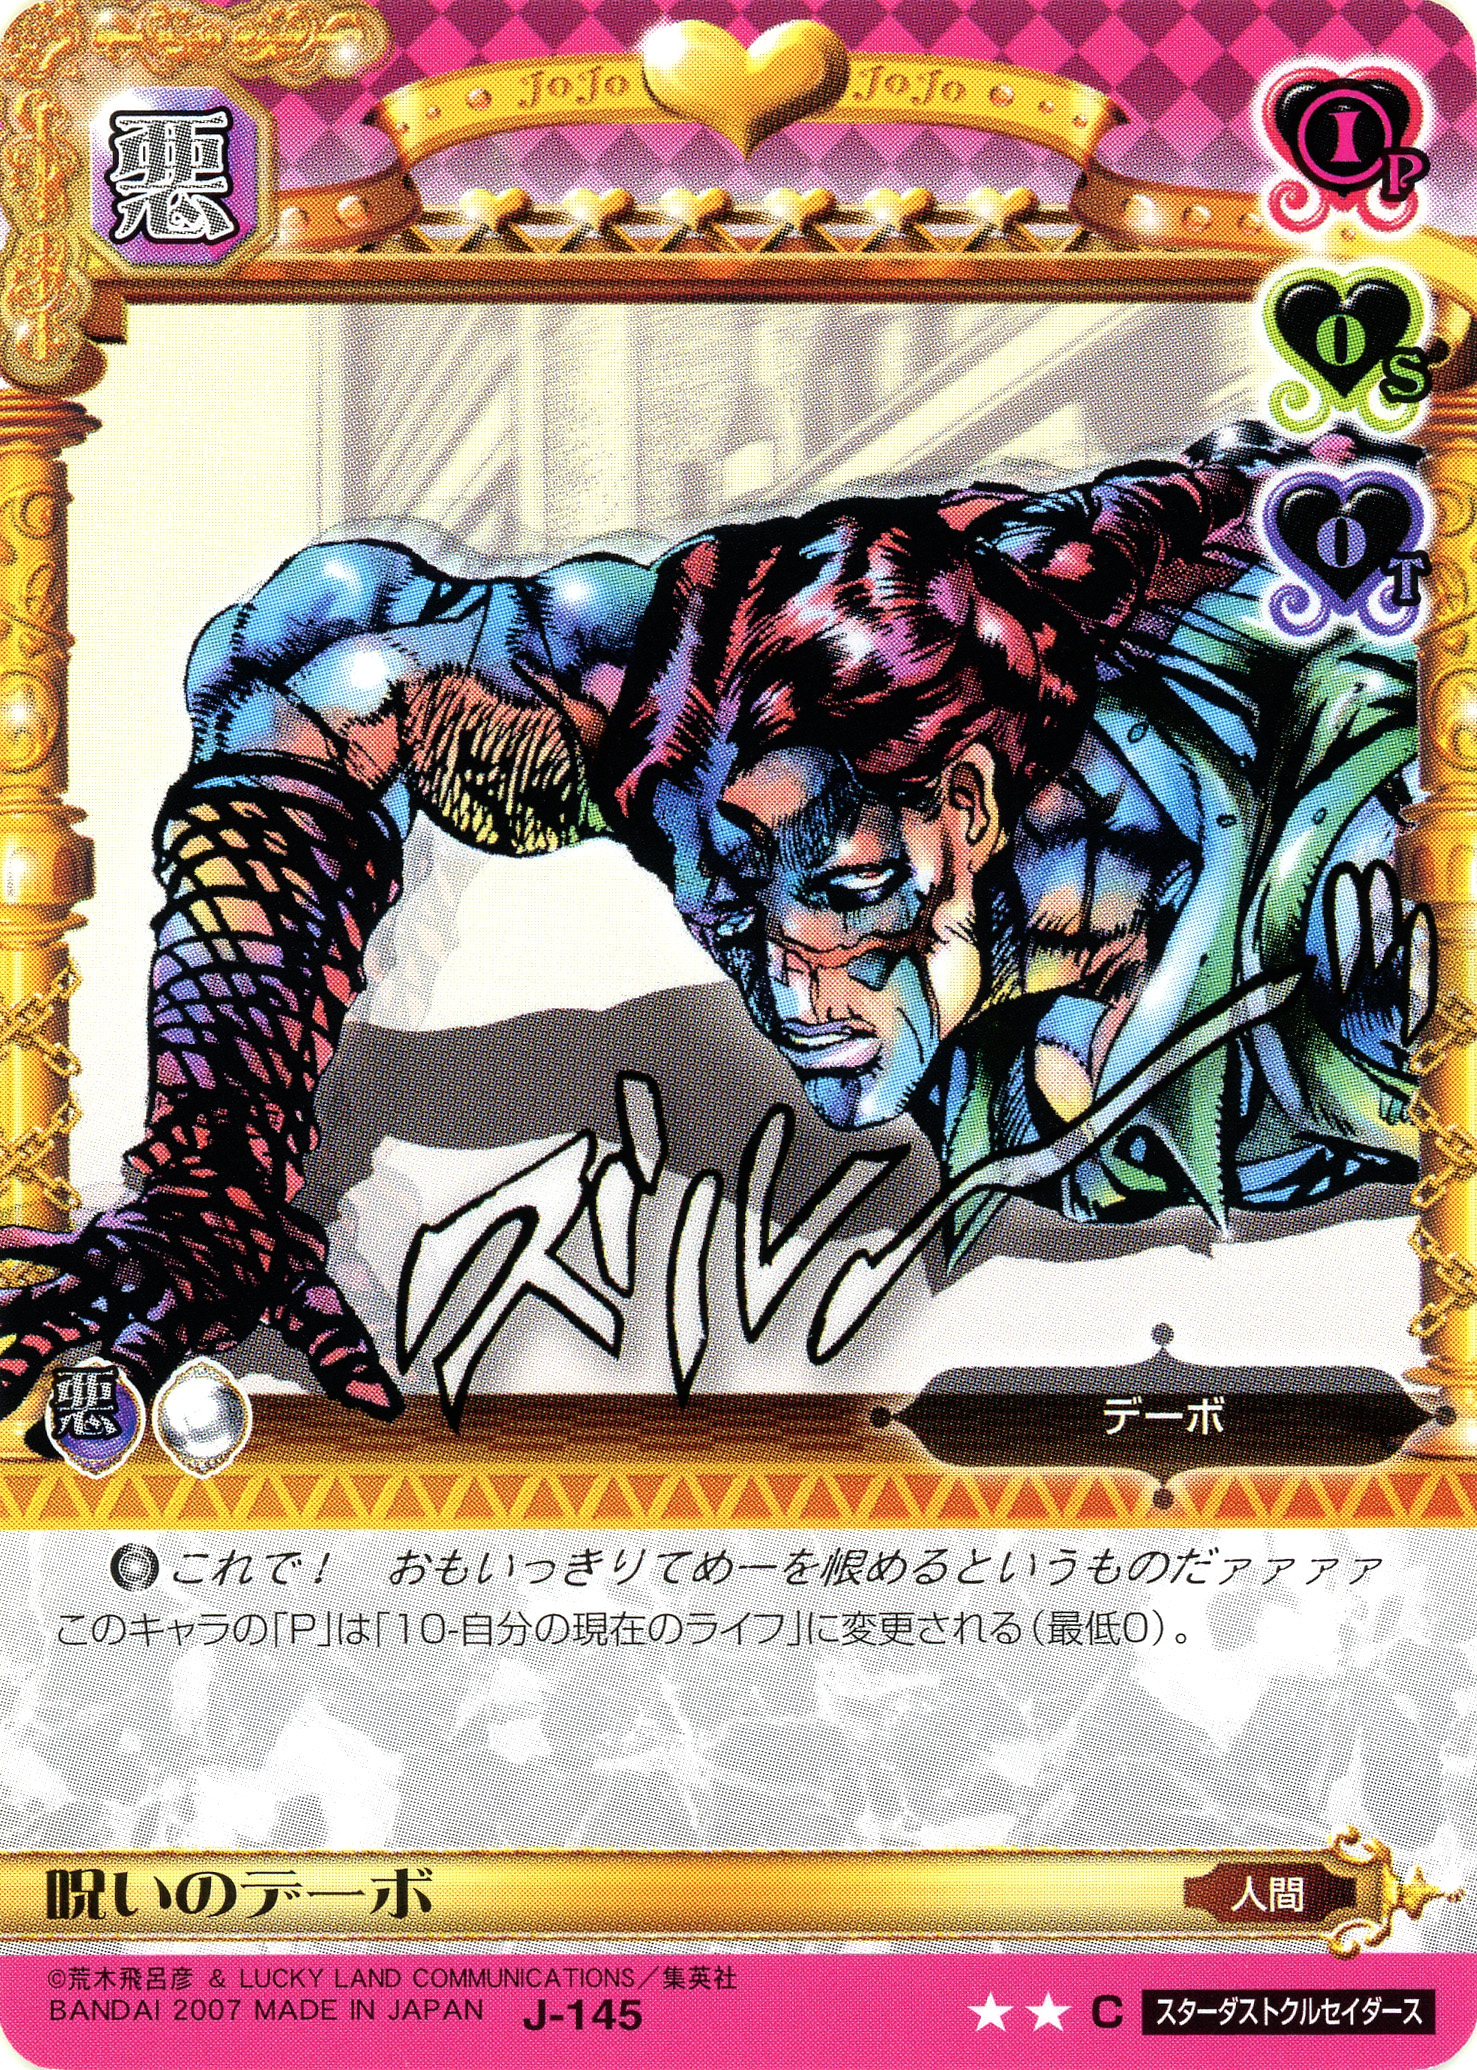 JoJo JoJo
悪
1P
0S
0T
ズルッ
悪
デーボ
これで! おもいっきりてめーを恨めるというものだァァァァ
このキャラの「P」は「10-自分の現在のライフ」に変更される(最低0)。
呪いのデーボ
人間
©荒木飛呂彦 & LUCKY LAND COMMUNICATIONS/集英社
BANDAI 2007 MADE IN JAPAN J-145
★★ C スターダストクルセイダース